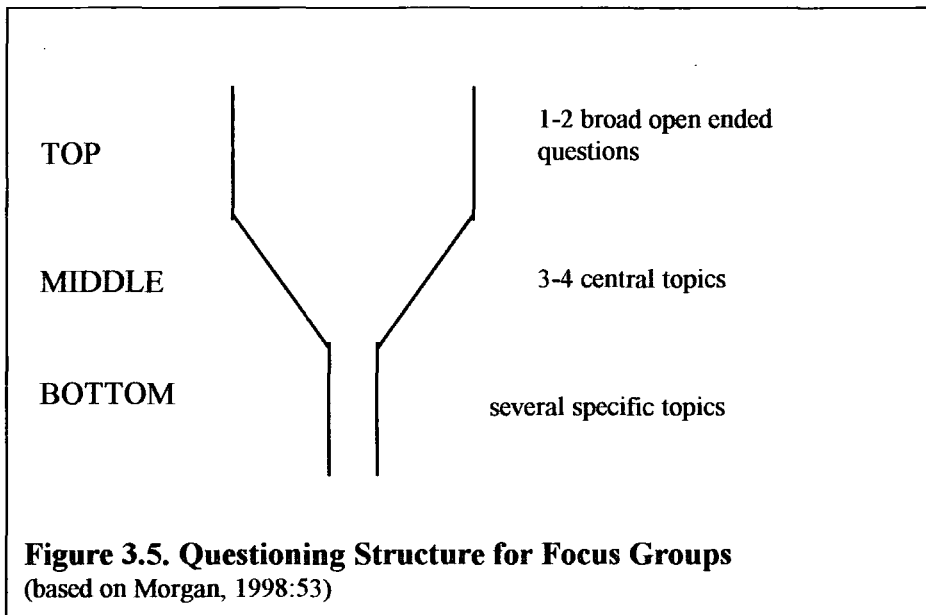 TOP
1-2 broad open ended
questions
MIDDLE
3-4 central topics
BOTTOM
several specific topics
Figure 3.5. Questioning Structure for Focus Groups
(based on Morgan, 1998:53)